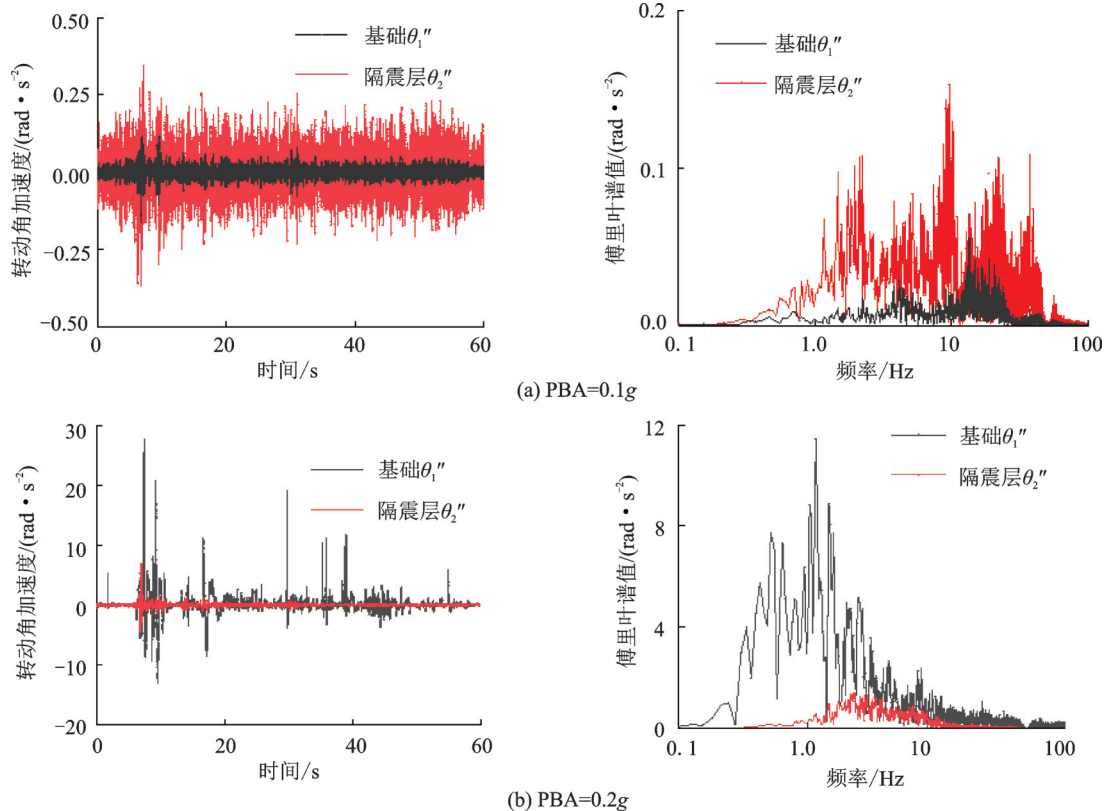 0.50
0.25
0.00
−0.25
−0.50
转动角加速度/(rad·s⁻²)
基础θ₁″
隔震层θ₂″
0
20
40
60
时间/s
0.2
0.1
0.0
傅里叶谱值/(rad·s⁻²)
基础θ₁″
隔震层θ₂″
0.1
1.0
10
100
频率/Hz
(a) PBA=0.1g
30
20
10
0
−10
−20
转动角加速度/(rad·s⁻²)
基础θ₁″
隔震层θ₂″
0
20
40
60
时间/s
12
8
4
0
傅里叶谱值/(rad·s⁻²)
基础θ₁″
隔震层θ₂″
0.1
1.0
10
100
频率/Hz
(b) PBA=0.2g